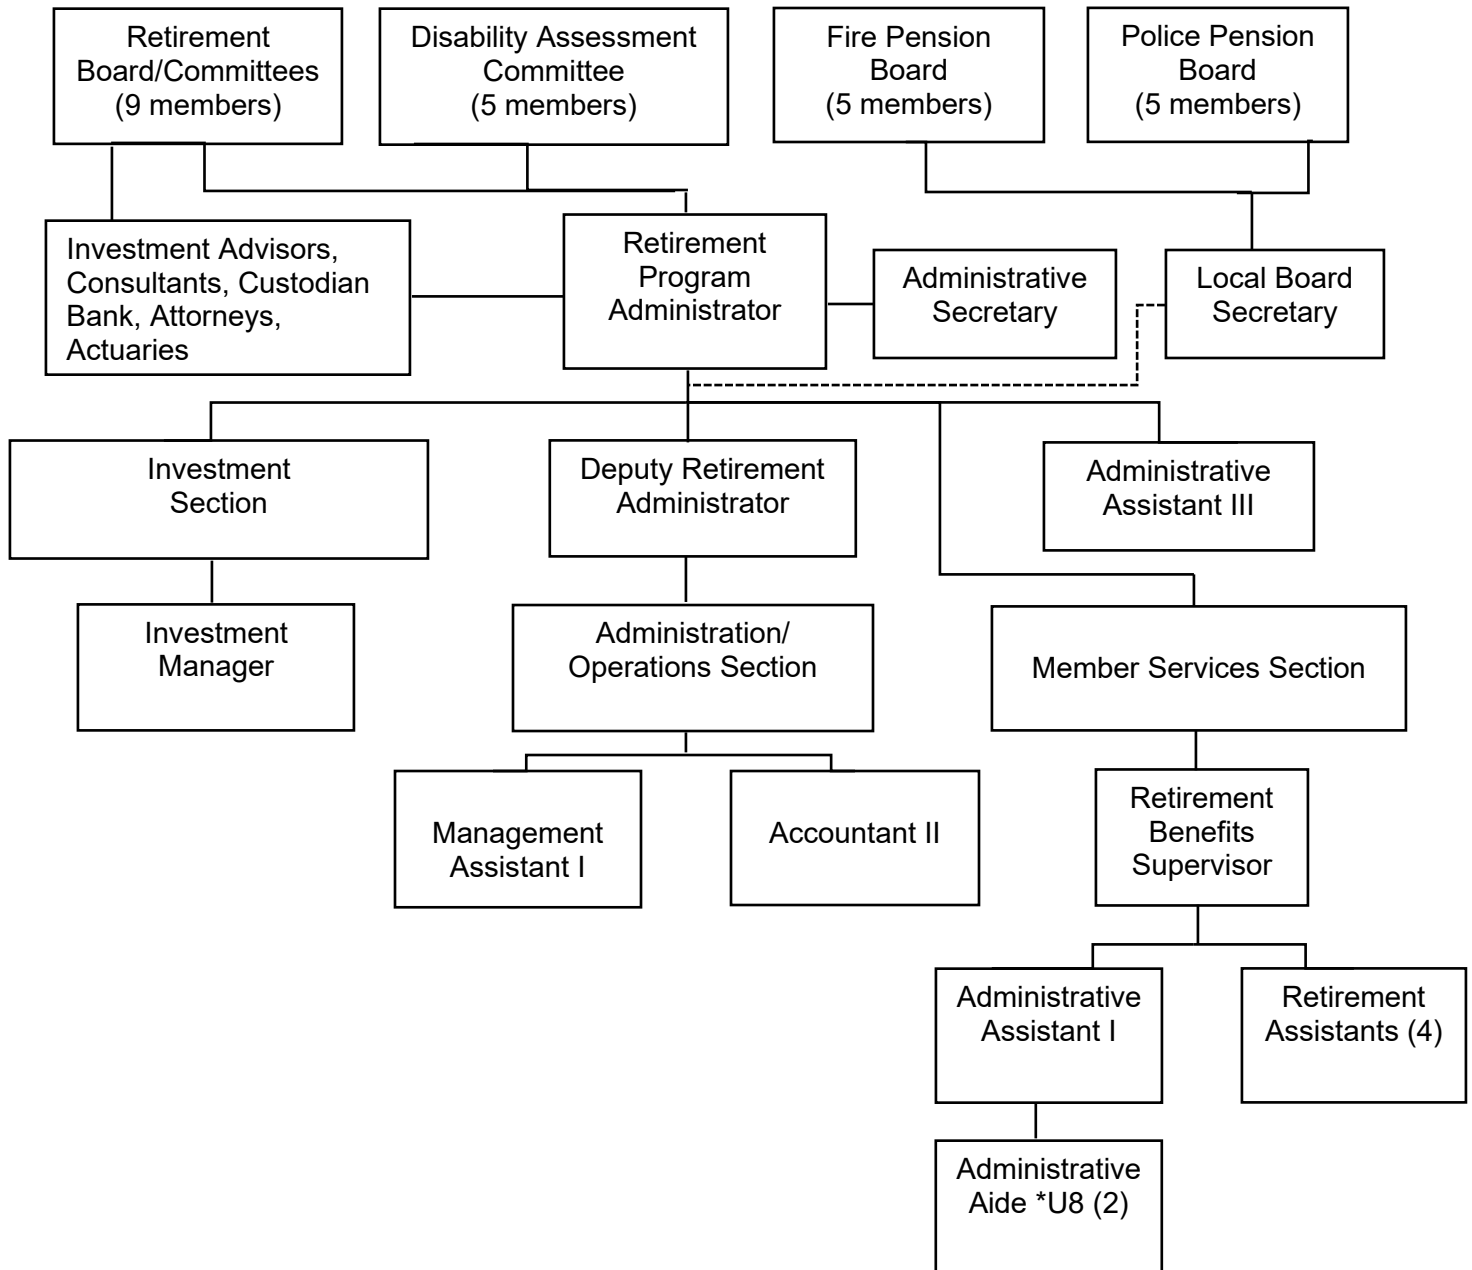 Retirement
Board/Committees
(9 members)
Disability Assessment
Committee
(5 members)
Fire Pension
Board
(5 members)
Police Pension
Board
(5 members)
Investment Advisors,
Consultants, Custodian
Bank, Attorneys,
Actuaries
Retirement
Program
Administrator
Administrative
Secretary
Local Board
Secretary
Investment
Section
Deputy Retirement
Administrator
Administrative
Assistant III
Investment
Manager
Administration/
Operations Section
Member Services Section
Management
Assistant I
Accountant II
Retirement
Benefits
Supervisor
Administrative
Assistant I
Retirement
Assistants (4)
Administrative
Aide *U8 (2)